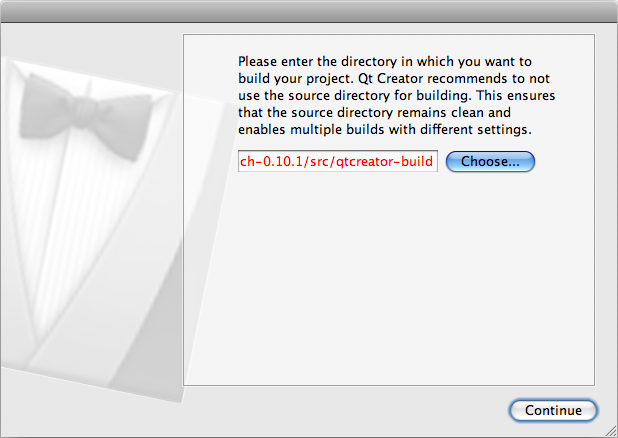 Please enter the directory in which you want to
build your project. Qt Creator recommends to not
use the source directory for building. This ensures
that the source directory remains clean and
enables multiple builds with different settings.
ch-0.10.1/src/qtcreator-build
Choose...
Continue